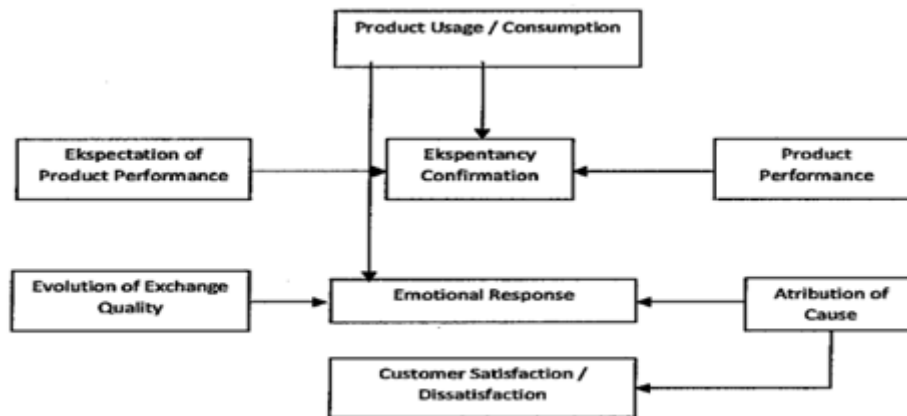 Product Usage / Consumption
Ekspectation of
Product Performance
Ekspentancy
Confirmation
Product
Performance
Evolution of Exchange
Quality
Emotional Response
Atribution of
Cause
Customer Satisfaction /
Dissatisfaction